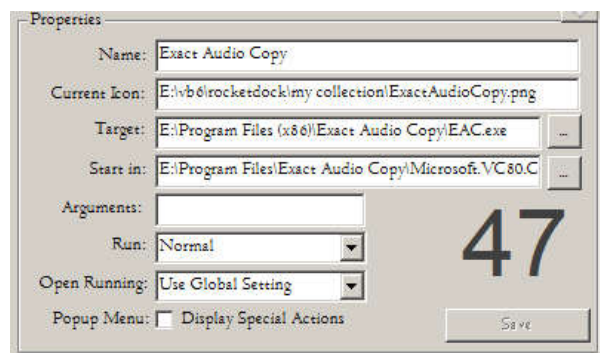 Properties
Name: Exact Audio Copy
Current Icon: E:\vb6\rocketdock\my collection\ExactAudioCopy.png
Target: E:\Program Files (x86)\Exact Audio Copy\EAC.exe ...
Start in: E:\Program Files\Exact Audio Copy\Microsoft.VC80.C ...
Arguments:
Run: Normal
47
Open Running: Use Global Setting
Popup Menu: Display Special Actions
Save